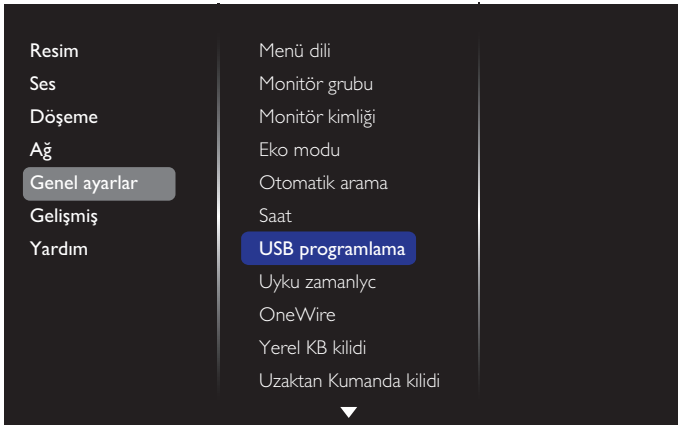 Resim
Ses
Döşeme
Ağ
Genel ayarlar
Gelişmiş
Yardım
Menü dili
Monitör grubu
Monitör kimliği
Eko modu
Otomatik arama
Saat
USB programlama
Uyku zamanlyc
OneWire
Yerel KB kilidi
Uzaktan Kumanda kilidi